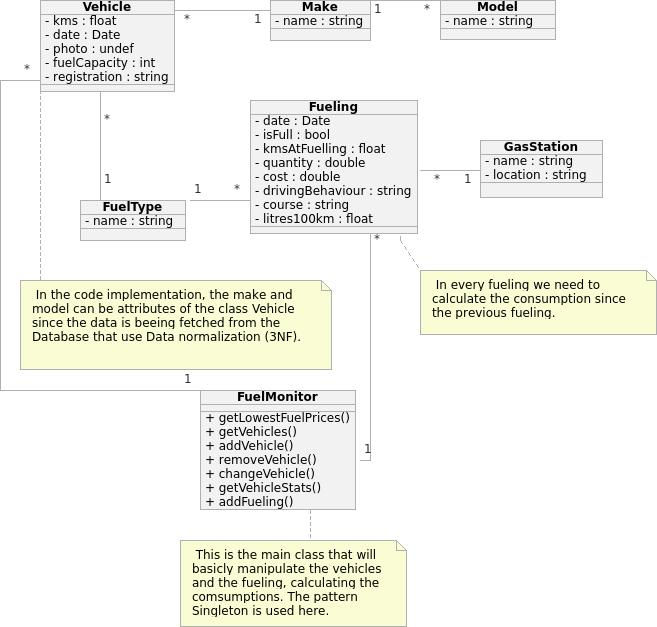 Vehicle
- kms : float
- date : Date
- photo : undef
- fuelCapacity : int
- registration : string
*
1
Make
- name : string
1
*
Model
- name : string
*
*
1
FuelType
- name : string
1
*
Fueling
- date : Date
- isFull : bool
- kmsAtFuelling : float
- quantity : double
- cost : double
- drivingBehaviour : string
- course : string
- litres100km : float
*
1
GasStation
- name : string
- location : string
*
In the code implementation, the make and
model can be attributes of the class Vehicle
since the data is beeing fetched from the
Database that use Data normalization (3NF).
In every fueling we need to
calculate the consumption since
the previous fueling.
1
FuelMonitor
+ getLowestFuelPrices()
+ getVehicles()
+ addVehicle()
+ removeVehicle()
+ changeVehicle()
+ getVehicleStats()
+ addFueling()
1
This is the main class that will
basicly manipulate the vehicles
and the fueling, calculating the
comsumptions. The pattern
Singleton is used here.